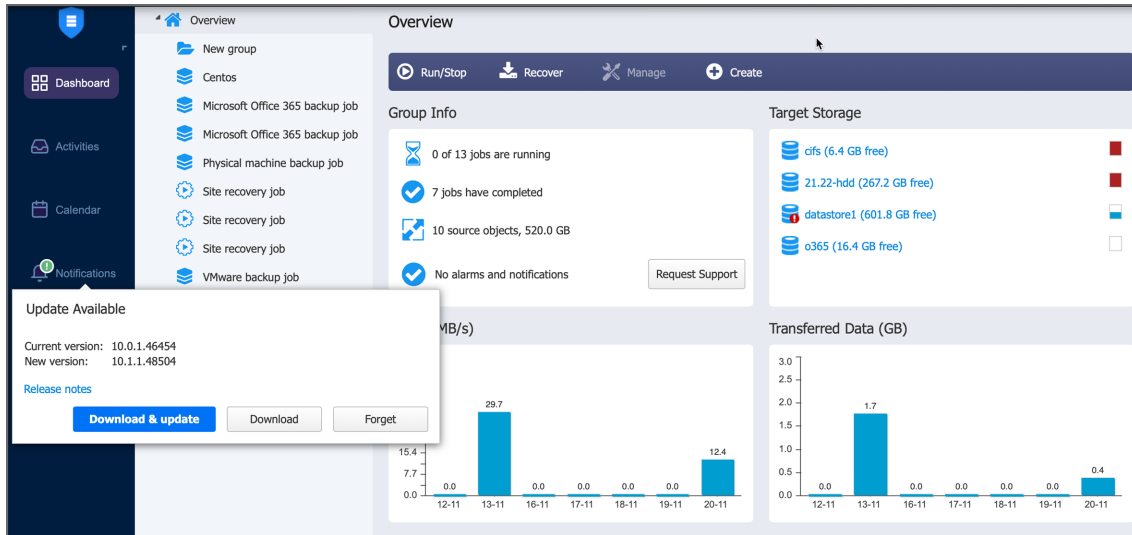 Dashboard
Activities
Calendar
Notifications
Overview
New group
Centos
Microsoft Office 365 backup job
Microsoft Office 365 backup job
Physical machine backup job
Site recovery job
Site recovery job
Site recovery job
VMware backup job
Update Available
Current version: 10.0.1.46454
New version: 10.1.1.48504
Release notes
Download & update Download Forget
Overview
Run/Stop Recover Manage Create
Group Info
0 of 13 jobs are running
7 jobs have completed
10 source objects, 520.0 GB
No alarms and notifications Request Support
Target Storage
cifs (6.4 GB free)
21.22-hdd (267.2 GB free)
datastore1 (601.8 GB free)
o365 (16.4 GB free)
MB/s)
29.7
15.4
12.4
7.7
0.0 0.0 0.0 0.0 0.0 0.0
12-11 13-11 16-11 17-11 18-11 19-11 20-11
Transferred Data (GB)
3.0
2.5
2.0
1.7
1.5
1.0
0.5
0.4
0.0 0.0 0.0 0.0 0.0 0.0
12-11 13-11 16-11 17-11 18-11 19-11 20-11